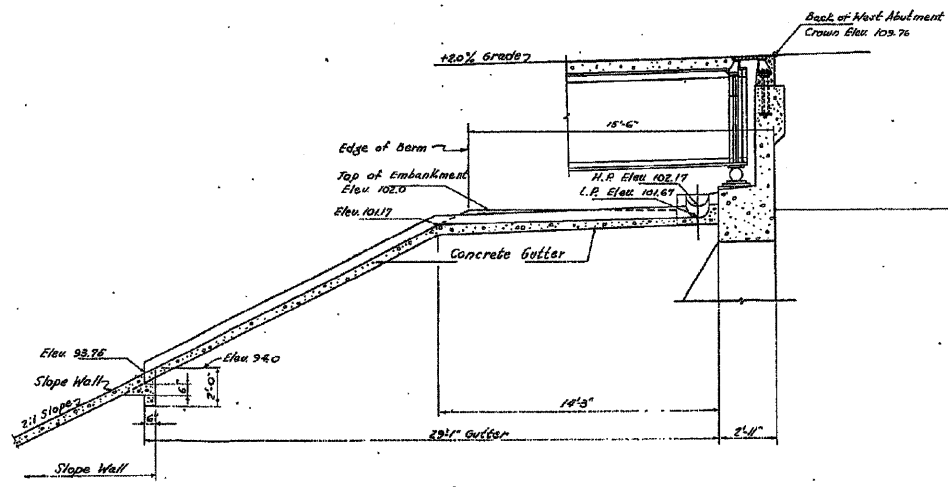 Back of West Abutment
Crown Elev. 109.76
+2.0% Grade
15'-6"
Edge of Berm
Top of Embankment
Elev. 102.0
H.P. Elev. 102.17
L.P. Elev. 101.67
Elev. 101.17
Concrete Gutter
Elev. 93.75
Elev. 94.0
Slope Wall
6"
2'-0"
2:1 Slope
6"
14'-3"
29'-1" Gutter
2'-11"
Slope Wall